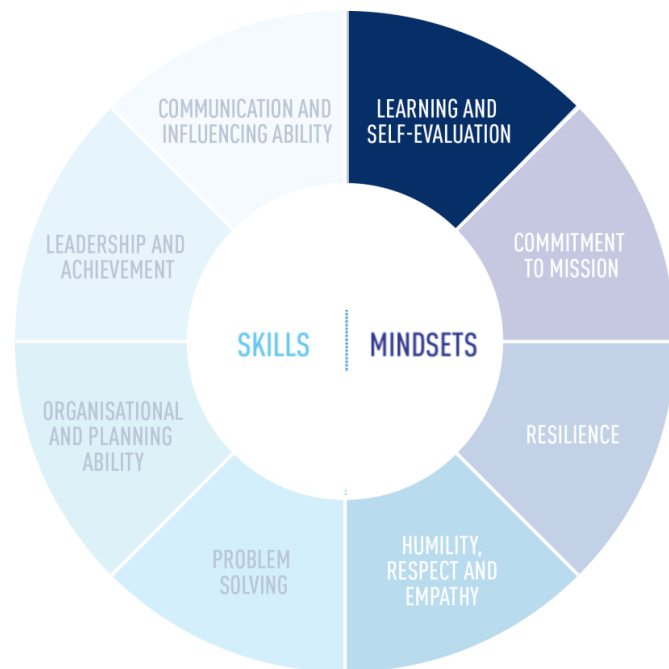 COMMUNICATION AND
INFLUENCING ABILITY
LEARNING AND
SELF-EVALUATION
LEADERSHIP AND
ACHIEVEMENT
COMMITMENT
TO MISSION
SKILLS
MINDSETS
ORGANISATIONAL
AND PLANNING
ABILITY
RESILIENCE
PROBLEM
SOLVING
HUMILITY,
RESPECT AND
EMPATHY